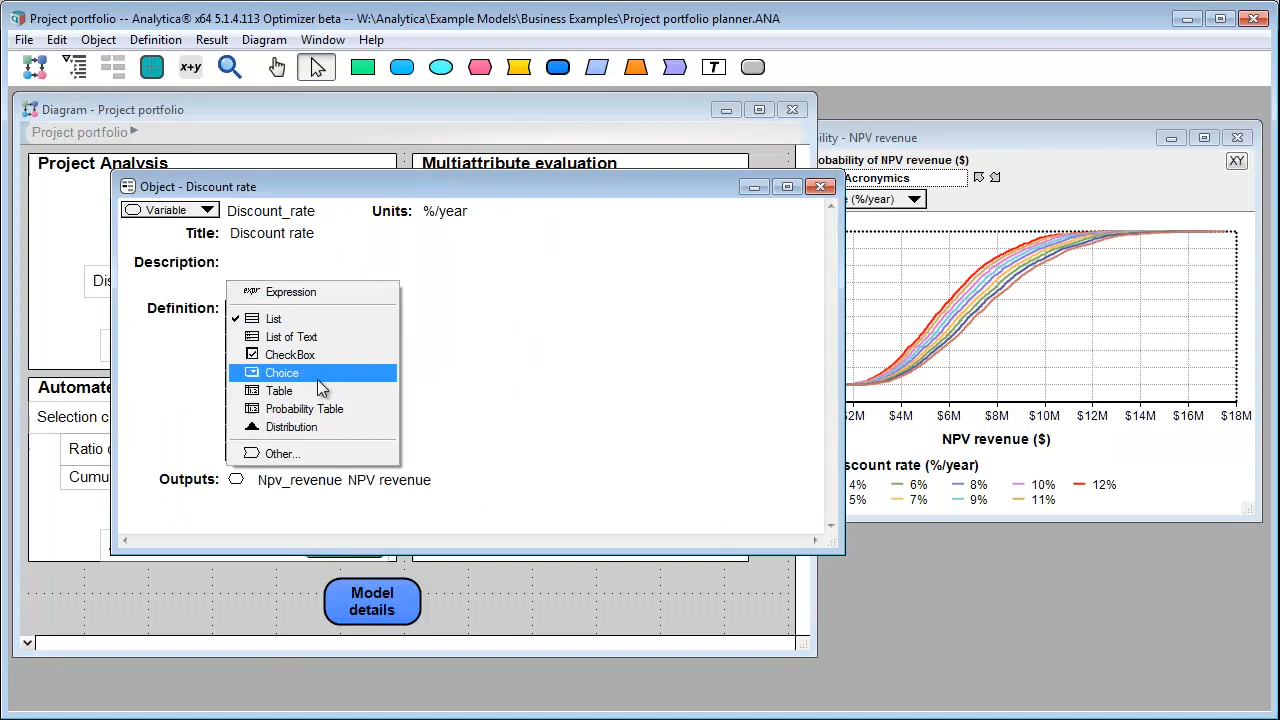 Project portfolio -- Analytica® x64 5.1.4.113 Optimizer beta -- W:\Analytica\Example Models\Business Examples\Project portfolio planner.ANA
File Edit Object Definition Result Diagram Window Help
x+y T
Diagram - Project portfolio
Project portfolio
Project Analysis
Multiattribute evaluation
Automate
Selection c
Ratio c
Cumu
Model
details
Object - Discount rate
Variable Discount_rate Units: %/year
Title: Discount rate
Description:
Definition:
expr Expression
List
List of Text
CheckBox
Choice
Table
Probability Table
Distribution
Other...
Outputs: Npv_revenue NPV revenue
bility - NPV revenue
obability of NPV revenue ($)
XY
Acronymics
e (%/year)
$2M $4M $6M $8M $10M $12M $14M $16M $18M
NPV revenue ($)
scount rate (%/year)
4% 6% 8% 10% 12%
5% 7% 9% 11%